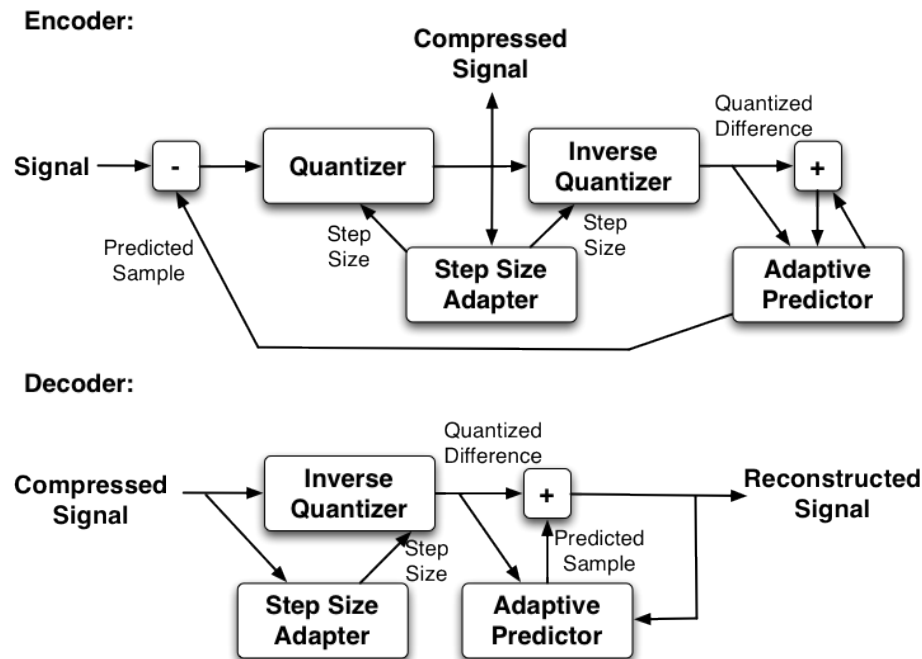 Encoder:
Compressed
Signal
Quantized
Difference
Signal
-
Quantizer
Inverse
Quantizer
+
Predicted
Sample
Step
Size
Step
Size
Step Size
Adapter
Adaptive
Predictor
Decoder:
Quantized
Difference
Compressed
Signal
Inverse
Quantizer
+
Reconstructed
Signal
Step
Size
Predicted
Sample
Step Size
Adapter
Adaptive
Predictor